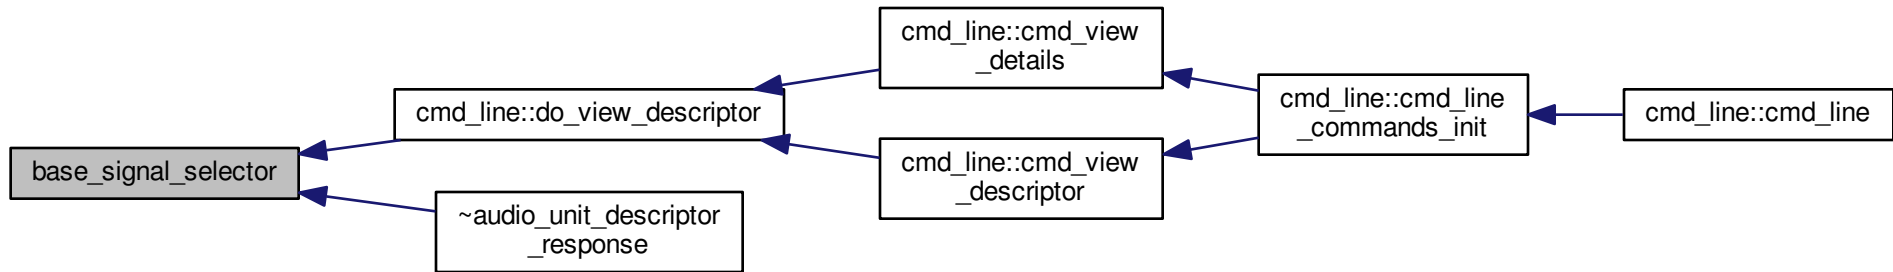 cmd_line::cmd_view
_details
cmd_line::do_view_descriptor
cmd_line::cmd_line
_commands_init
cmd_line::cmd_line
base_signal_selector
cmd_line::cmd_view
_descriptor
~audio_unit_descriptor
_response